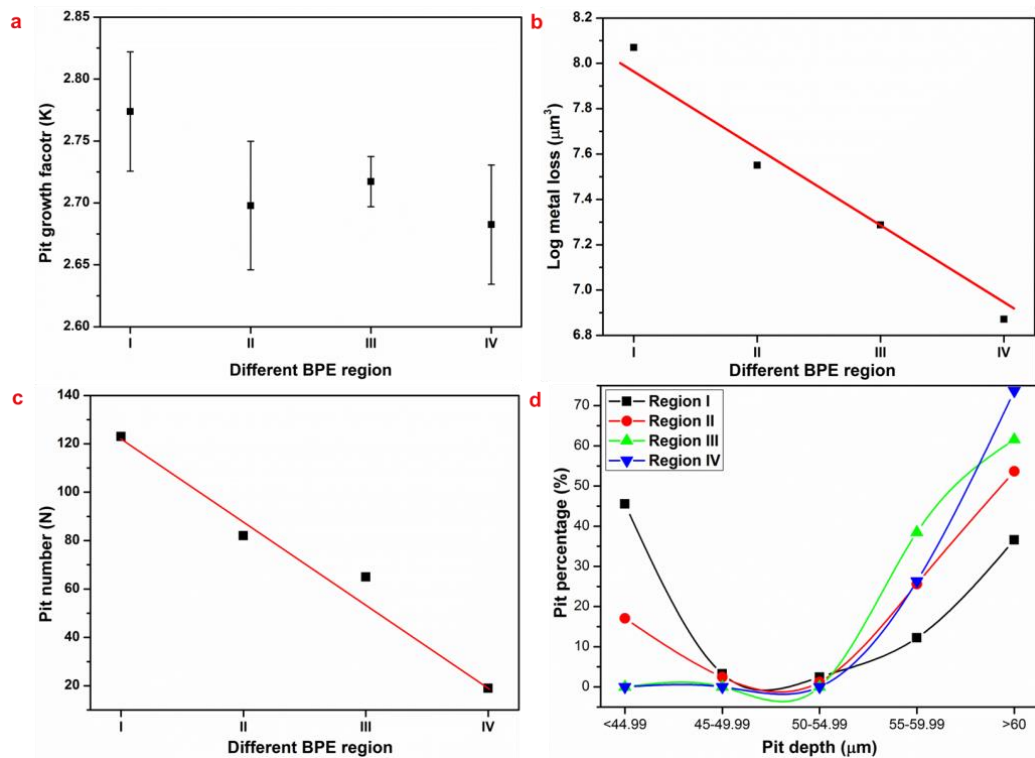 a
2.85
2.80
2.75
2.70
2.65
2.60
Pit growth facotr (K)
I II III IV
Different BPE region
b
8.2
8.0
7.6
7.2
7.0
6.8
Log metal loss (μm³)
I II III IV
Different BPE region
c
140
120
100
80
60
40
20
Pit number (N)
I II III IV
Different BPE region
d
Region I
Region II
Region III
Region IV
70
60
50
40
30
20
10
0
Pit percentage (%)
<44.99 45-49.99 50-54.99 55-59.99 >60
Pit depth (μm)